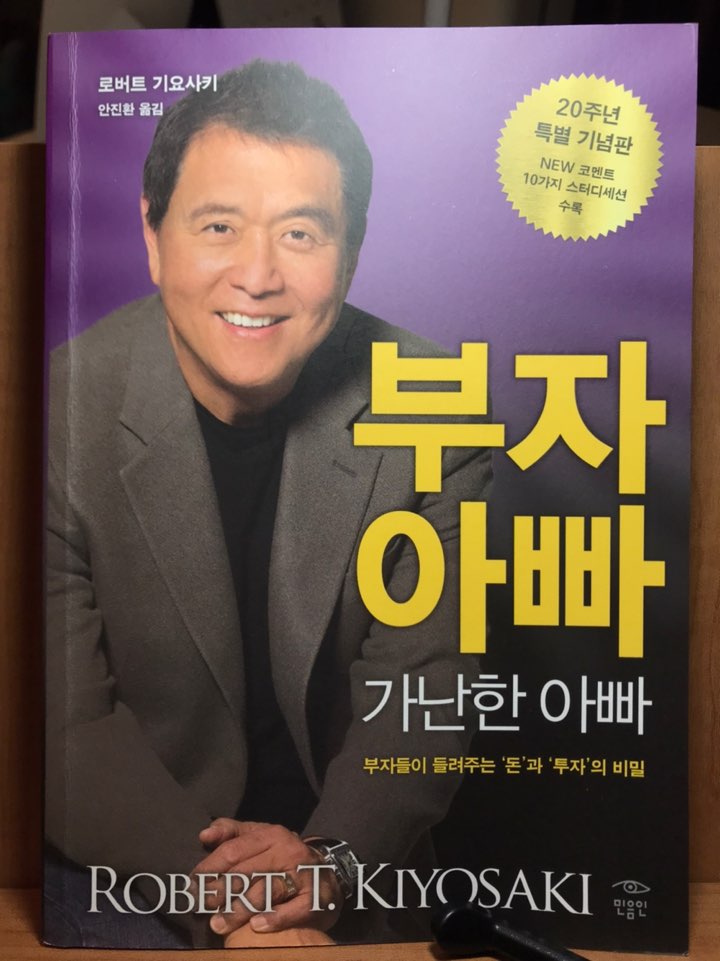 로버트 기요사키
안진환 옮김
20주년
특별 기념판
NEW 코멘트
10가지 스터디세션
수록
부자
아빠
가난한 아빠
부자들이 들려주는 '돈'과 '투자'의 비밀
ROBERT T. KIYOSAKI
민음인